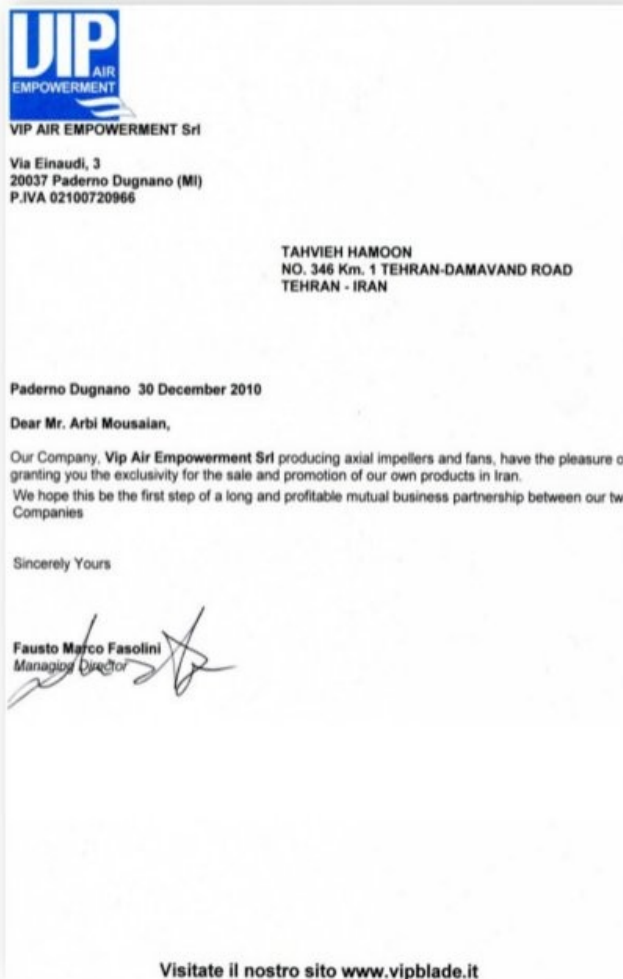 VIP
AIR
EMPOWERMENT
VIP AIR EMPOWERMENT Srl
Via Einaudi, 3
20037 Paderno Dugnano (MI)
P.IVA 02100720966
TAHVIEH HAMOON
NO. 346 Km. 1 TEHRAN-DAMAVAND ROAD
TEHRAN - IRAN
Paderno Dugnano 30 December 2010
Dear Mr. Arbi Mousaian,
Our Company, Vip Air Empowerment Srl producing axial impellers and fans, have the pleasure o
granting you the exclusivity for the sale and promotion of our own products in Iran.
We hope this be the first step of a long and profitable mutual business partnership between our tw
Companies
Sincerely Yours
Fausto Marco Fasolini
Managing Director
Visitate il nostro sito www.vipblade.it